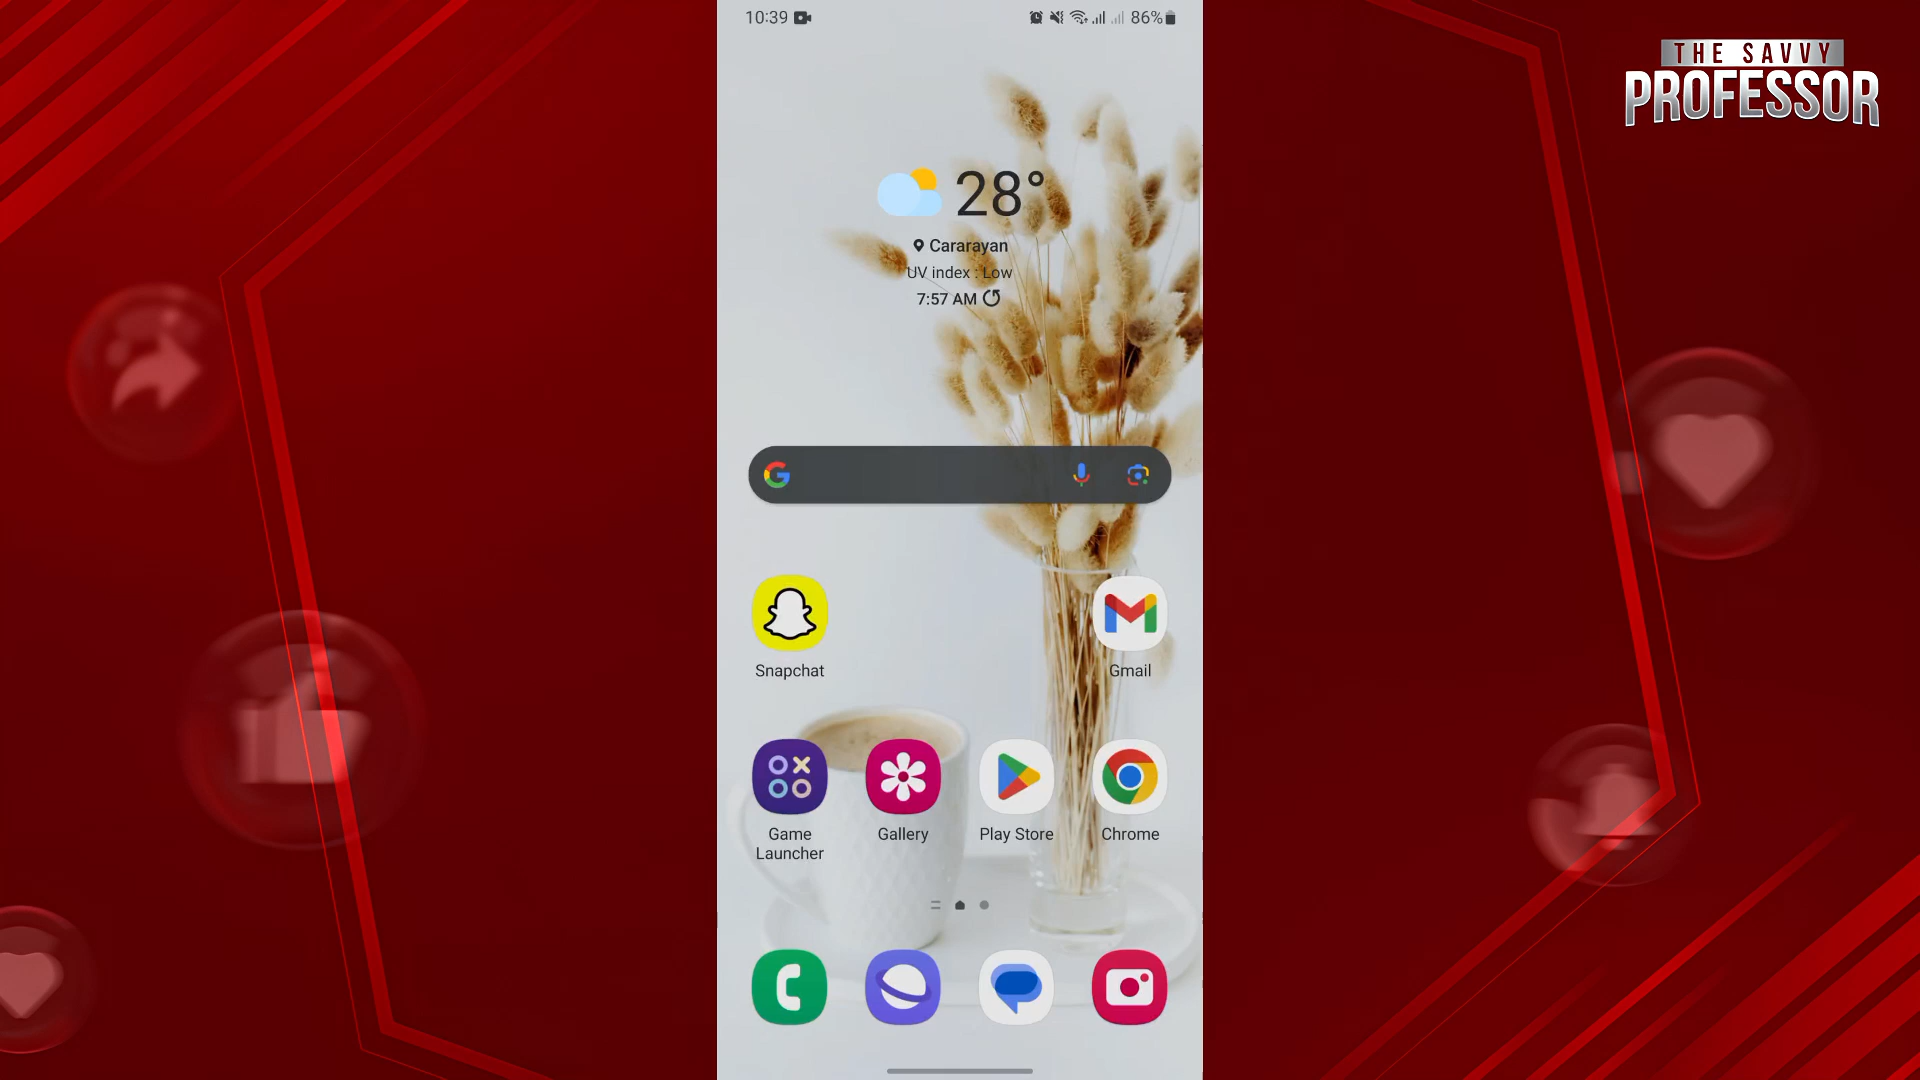 10:39
86%
THE SAVVY
PROFESSOR
28°
Cararayan
UV index : Low
7:57 AM
Snapchat
Gmail
Game
Launcher
Gallery
Play Store
Chrome